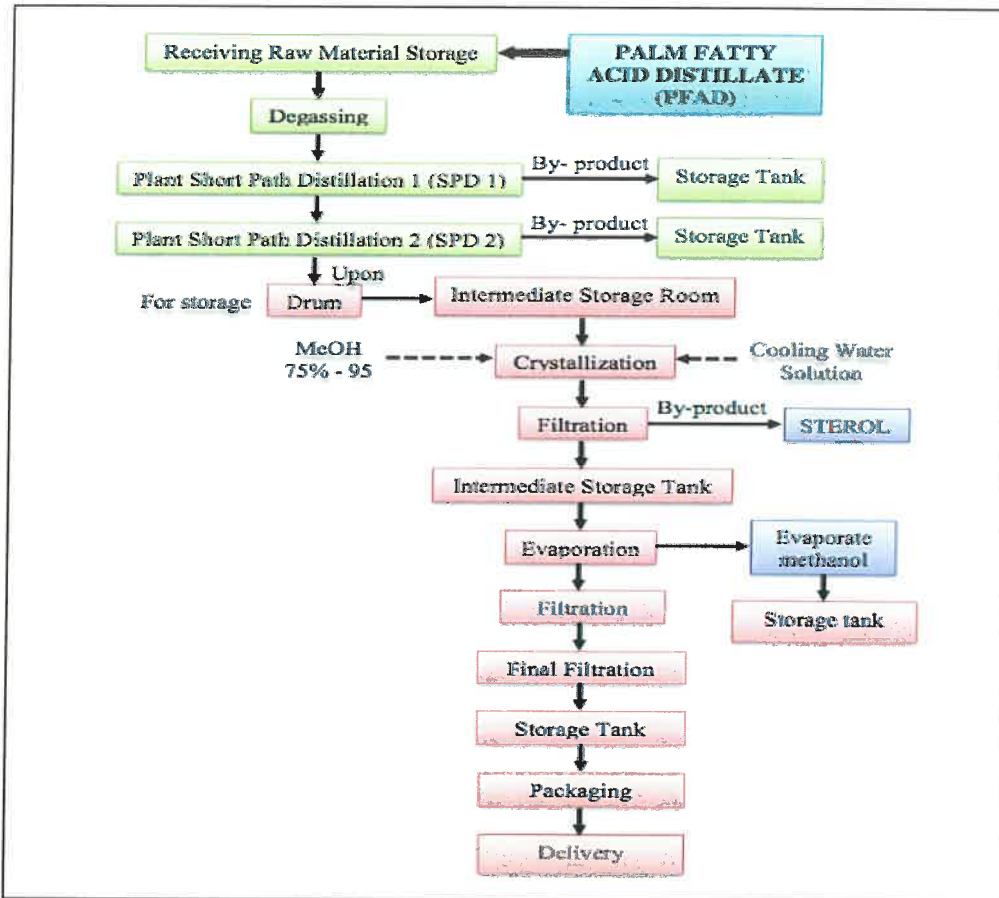 Receiving Raw Material Storage
PALM FATTY
ACID DISTILLATE
(PFAD)
Degassing
Plant Short Path Distillation 1 (SPD 1)
By- product
Storage Tank
Plant Short Path Distillation 2 (SPD 2)
By- product
Storage Tank
Upon
For storage
Drum
Intermediate Storage Room
MeOH
75% - 95
Crystallization
Cooling Water
Solution
Filtration
By-product
STEROL
Intermediate Storage Tank
Evaporation
Evaporate
methanol
Filtration
Storage tank
Final Filtration
Storage Tank
Packaging
Delivery